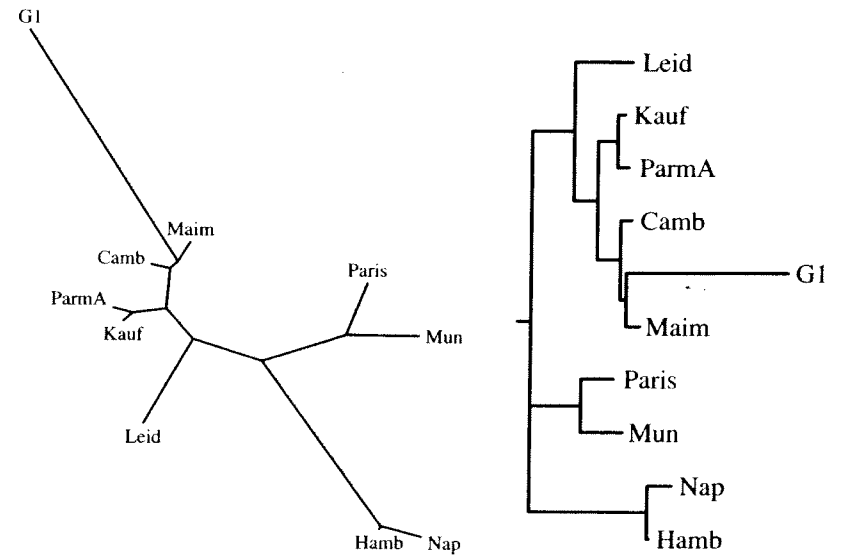 G1
Maim
Camb
Paris
ParmA
Kauf
Mun
Leid
Hamb
Nap
Leid
Kauf
ParmA
Camb
G1
Maim
Paris
Mun
Nap
Hamb